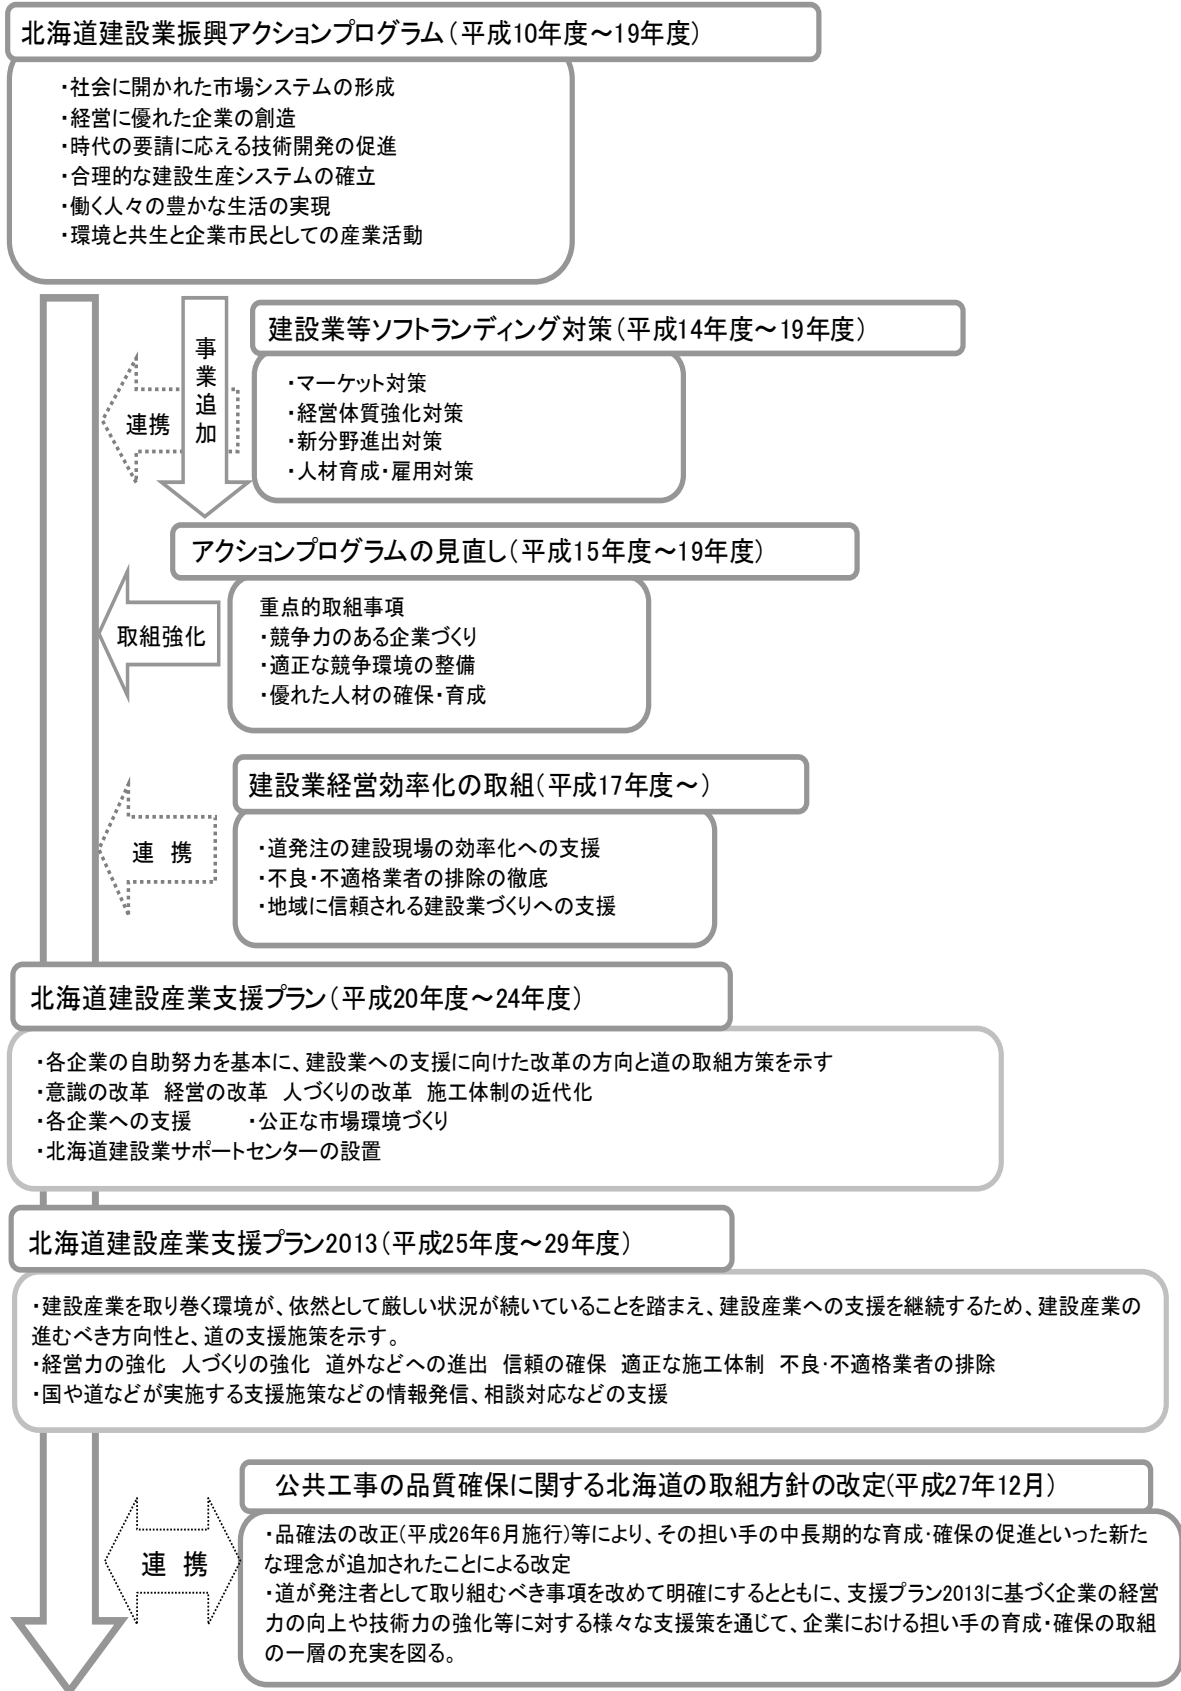 北海道建設業振興アクションプログラム（平成10年度～19年度）
・社会に開かれた市場システムの形成
・経営に優れた企業の創造
・時代の要請に応える技術開発の促進
・合理的な建設生産システムの確立
・働く人々の豊かな生活の実現
・環境と共生と企業市民としての産業活動
事業追加
連携
建設業等ソフトランディング対策（平成14年度～19年度）
・マーケット対策
・経営体質強化対策
・新分野進出対策
・人材育成・雇用対策
アクションプログラムの見直し（平成15年度～19年度）
取組強化
重点的取組事項
・競争力のある企業づくり
・適正な競争環境の整備
・優れた人材の確保・育成
建設業経営効率化の取組（平成17年度～）
連　携
・道発注の建設現場の効率化への支援
・不良・不適格業者の排除の徹底
・地域に信頼される建設業づくりへの支援
北海道建設産業支援プラン（平成20年度～24年度）
・各企業の自助努力を基本に、建設業への支援に向けた改革の方向と道の取組方策を示す
・意識の改革　経営の改革　人づくりの改革　施工体制の近代化
・各企業への支援　　　・公正な市場環境づくり
・北海道建設業サポートセンターの設置
北海道建設産業支援プラン2013（平成25年度～29年度）
・建設産業を取り巻く環境が、依然として厳しい状況が続いていることを踏まえ、建設産業への支援を継続するため、建設産業の
進むべき方向性と、道の支援施策を示す。
・経営力の強化　人づくりの強化　道外などへの進出　信頼の確保　適正な施工体制　不良・不適格業者の排除
・国や道などが実施する支援施策などの情報発信、相談対応などの支援
公共工事の品質確保に関する北海道の取組方針の改定(平成27年12月）
連　携
・品確法の改正(平成26年6月施行)等により、その担い手の中長期的な育成・確保の促進といった新た
な理念が追加されたことによる改定
・道が発注者として取り組むべき事項を改めて明確にするとともに、支援プラン2013に基づく企業の経営
力の向上や技術力の強化等に対する様々な支援策を通じて、企業における担い手の育成・確保の取組
の一層の充実を図る。